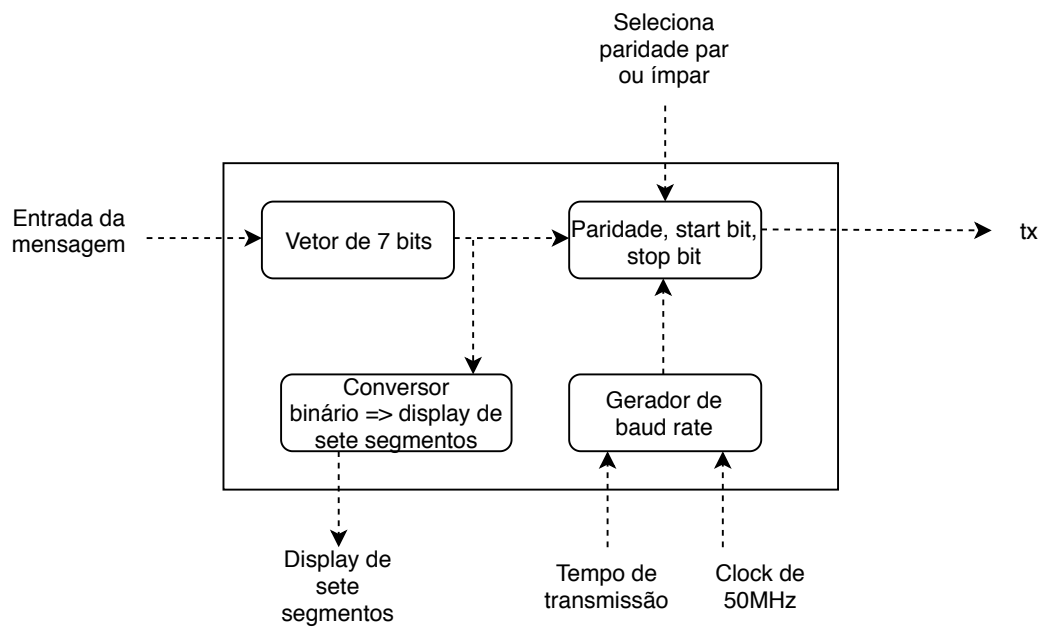 Seleciona
paridade par
ou ímpar
Entrada da
mensagem
Vetor de 7 bits
Paridade, start bit,
stop bit
tx
Conversor
binário => display de
sete segmentos
Gerador de
baud rate
Display de
sete
segmentos
Tempo de
transmissão
Clock de
50MHz